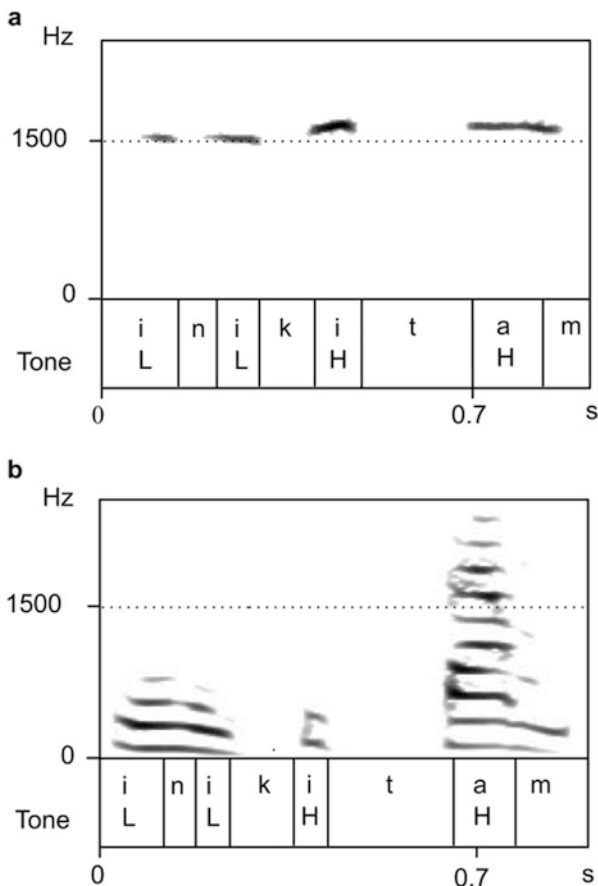 a
Hz
1500
0
i n i k i t a m
Tone L L H H
0 0.7 s
b
Hz
1500
0
i n i k i t a m
Tone L L H H
0 0.7 s